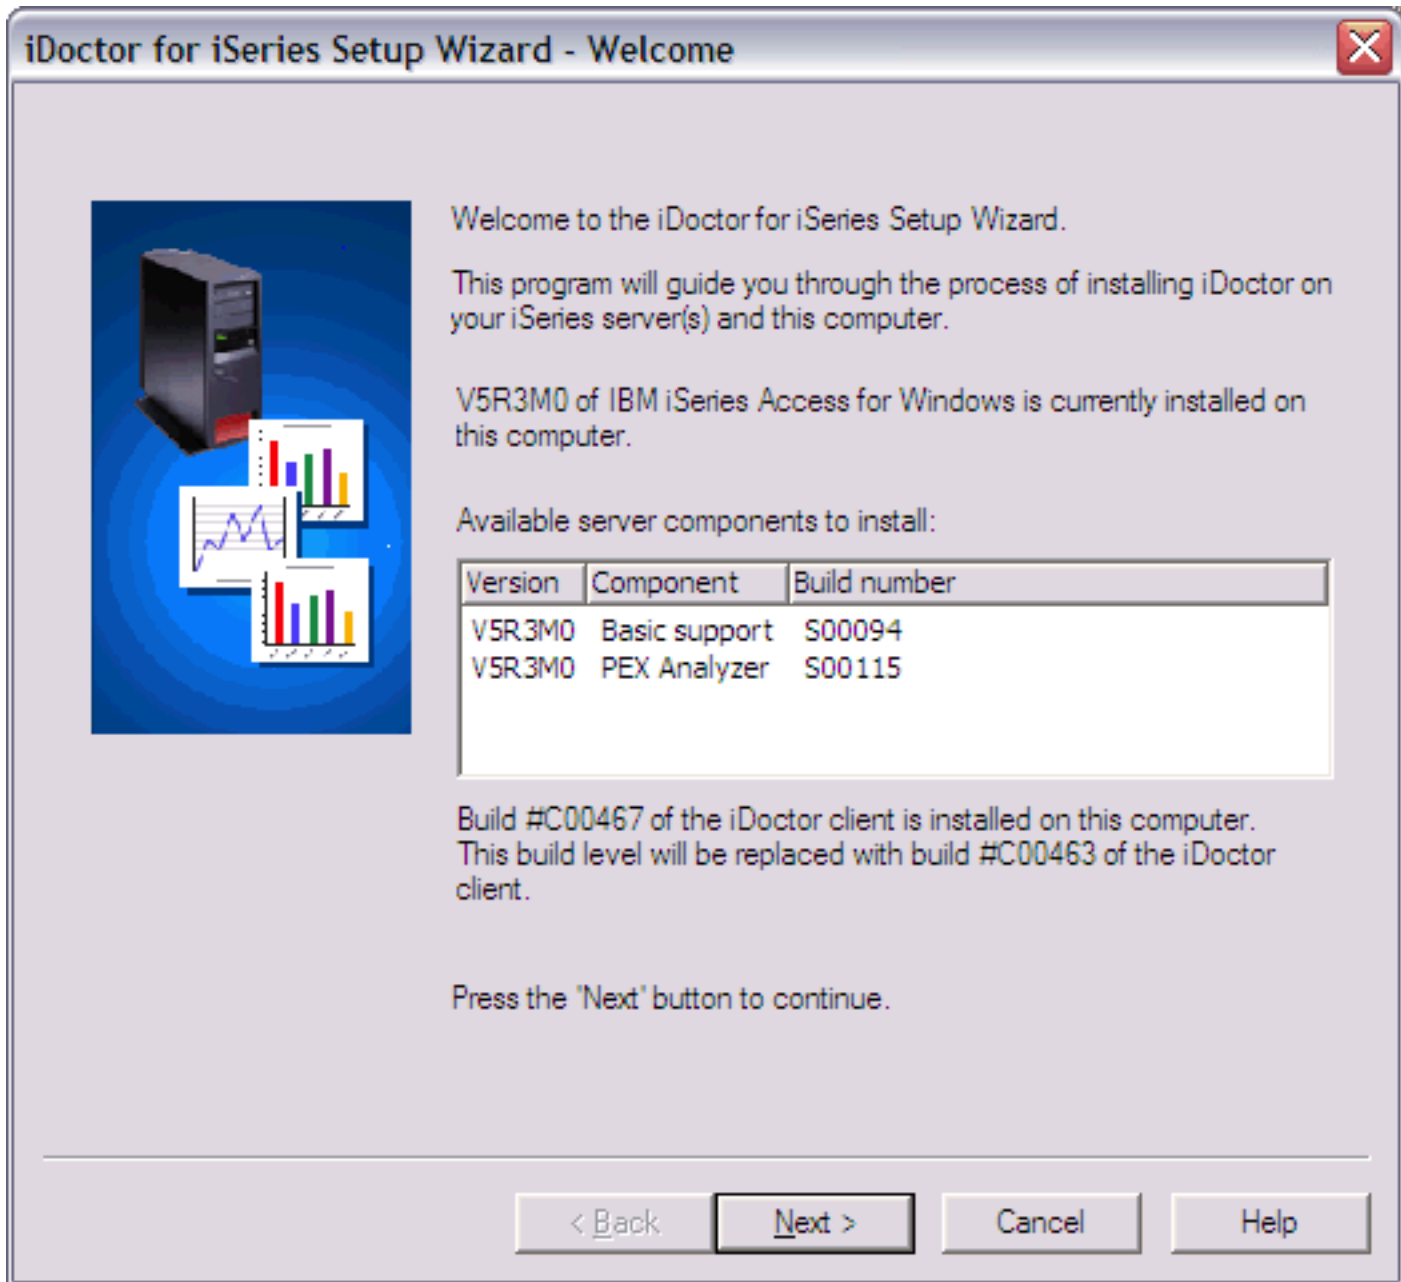 iDoctor for iSeries Setup Wizard - Welcome
Welcome to the iDoctor for iSeries Setup Wizard.
This program will guide you through the process of installing iDoctor on
your iSeries server(s) and this computer.
V5R3M0 of IBM iSeries Access for Windows is currently installed on
this computer.
Available server components to install:
Version Component Build number
V5R3M0 Basic support S00094
V5R3M0 PEX Analyzer S00115
Build #C00467 of the iDoctor client is installed on this computer.
This build level will be replaced with build #C00463 of the iDoctor
client.
Press the 'Next' button to continue.
< Back Next > Cancel Help